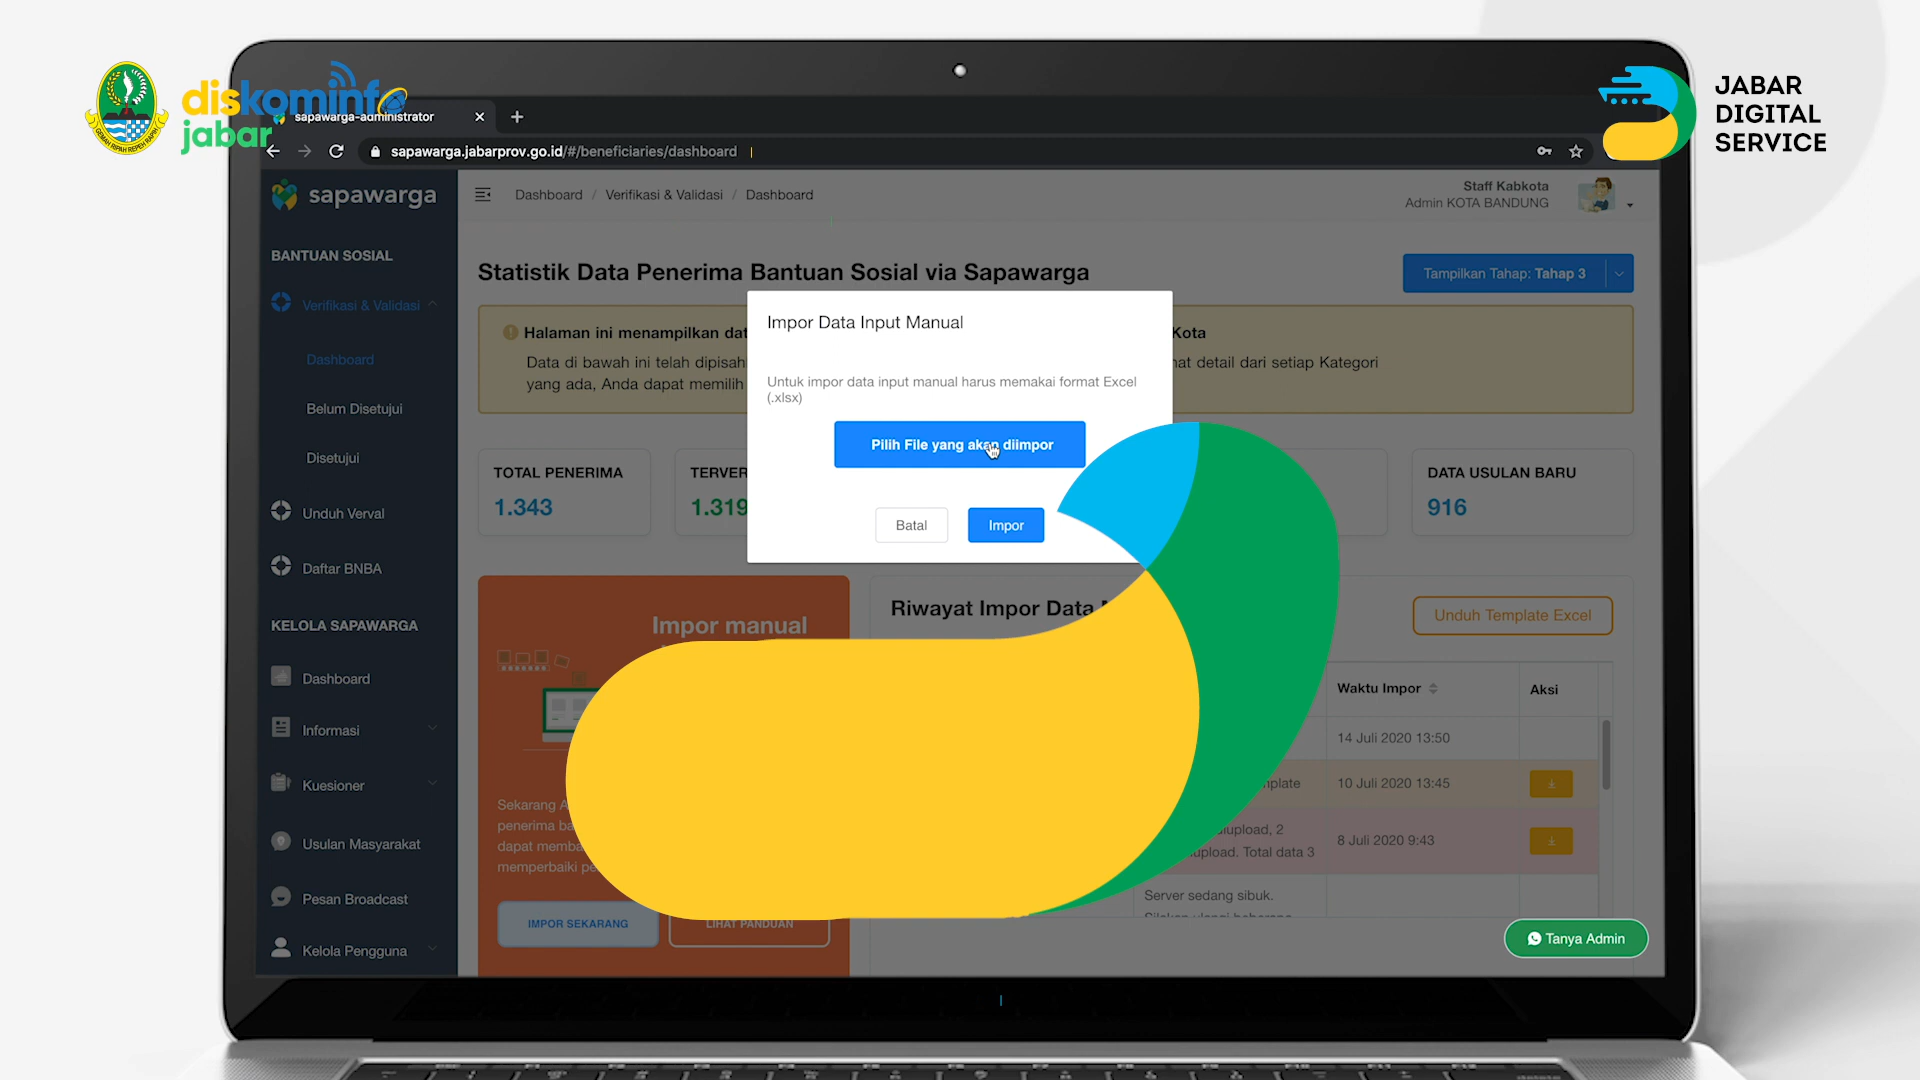 diskominfo
jabar
JABAR
DIGITAL
SERVICE
sapawarga-administrator
sapawarga.jabarprov.go.id/#/beneficiaries/dashboard
sapawarga
Dashboard / Verifikasi & Validasi / Dashboard
Staff Kabkota
Admin KOTA BANDUNG
BANTUAN SOSIAL
Verifikasi & Validasi
Dashboard
Belum Disetujui
Disetujui
Unduh Verval
Daftar BNBA
KELOLA SAPAWARGA
Dashboard
Informasi
Kuesioner
Usulan Masyarakat
Pesan Broadcast
Kelola Pengguna
Statistik Data Penerima Bantuan Sosial via Sapawarga
Tampilkan Tahap: Tahap 3
Halaman ini menampilkan Kota
Data di bawah ini telah detail dari setiap Kategori
yang ada, Anda dapat memilih
Impor Data Input Manual
Untuk impor data input manual harus memakai format Excel
(.xlsx)
Pilih File yang akan diimpor
Batal
Impor
TOTAL PENERIMA
1.343
1.319
DATA USULAN BARU
916
Impor manual
Sekarang
penerima
dapat
memperbaiki
IMPOR SEKARANG
LIHAT PANDUAN
Riwayat Impor Data
Unduh Template Excel
Waktu Impor
Aksi
14 Juli 2020 13:50
10 Juli 2020 13:45
2
upload. Total data 3
8 Juli 2020 9:43
Server sedang sibuk.
Tanya Admin